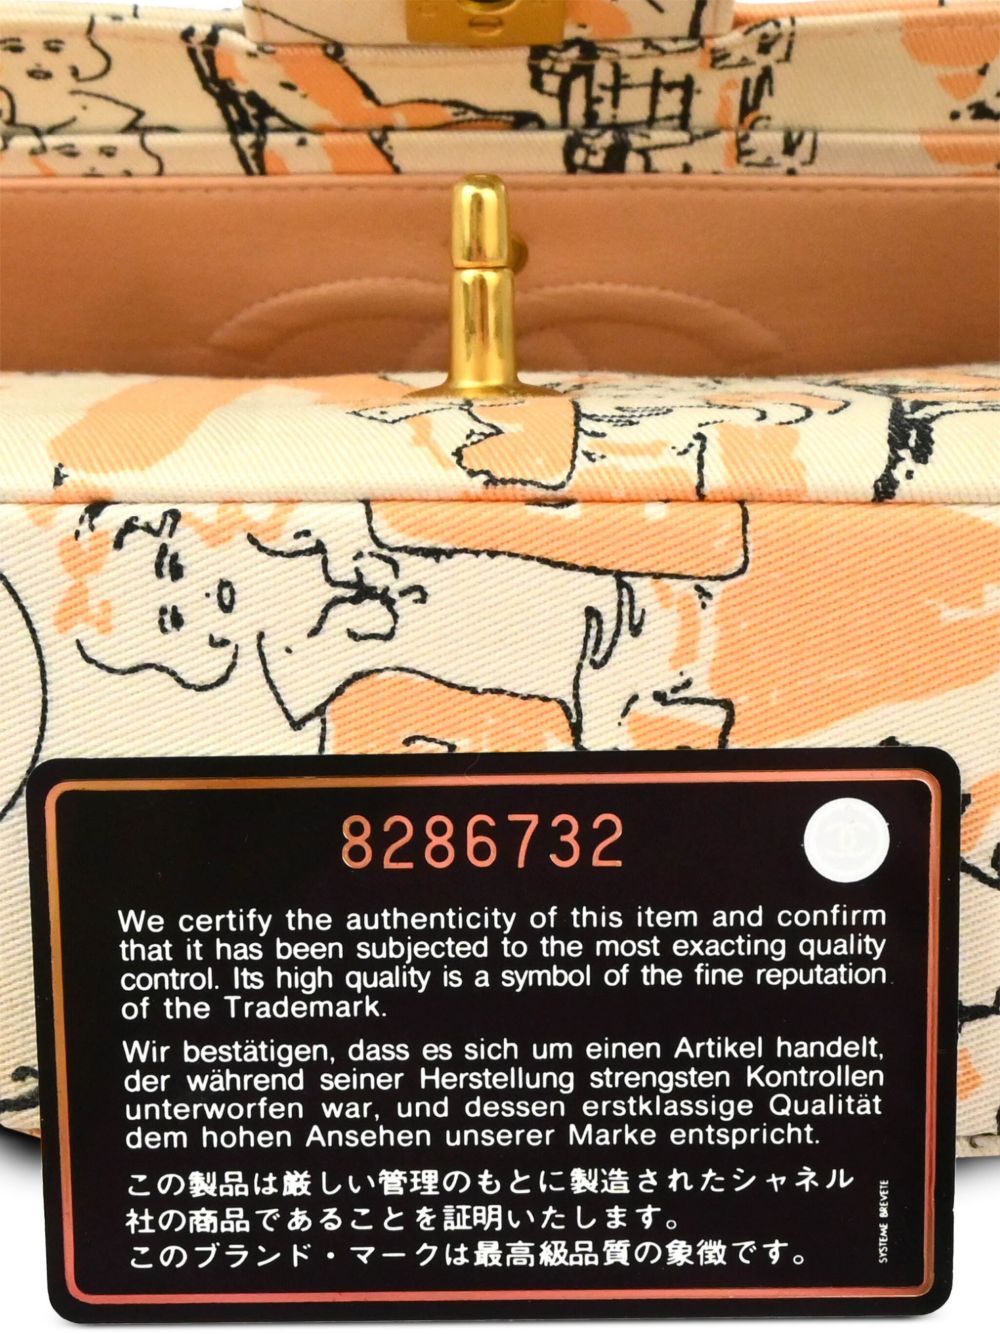 8286732
We certify the authenticity of this item and confirm
that it has been subjected to the most exacting quality
control. Its high quality is a symbol of the fine reputation
of the Trademark.
Wir bestätigen, dass es sich um einen Artikel handelt,
der während seiner Herstellung strengsten Kontrollen
unterworfen war, und dessen erstklassige Qualität
dem hohen Ansehen unserer Marke entspricht.
この製品は厳しい管理のもとに製造されたシャネル
社の商品であることを証明いたします。
このブランド・マークは最高級品質の象徴です。
SYSTEME BREVETE